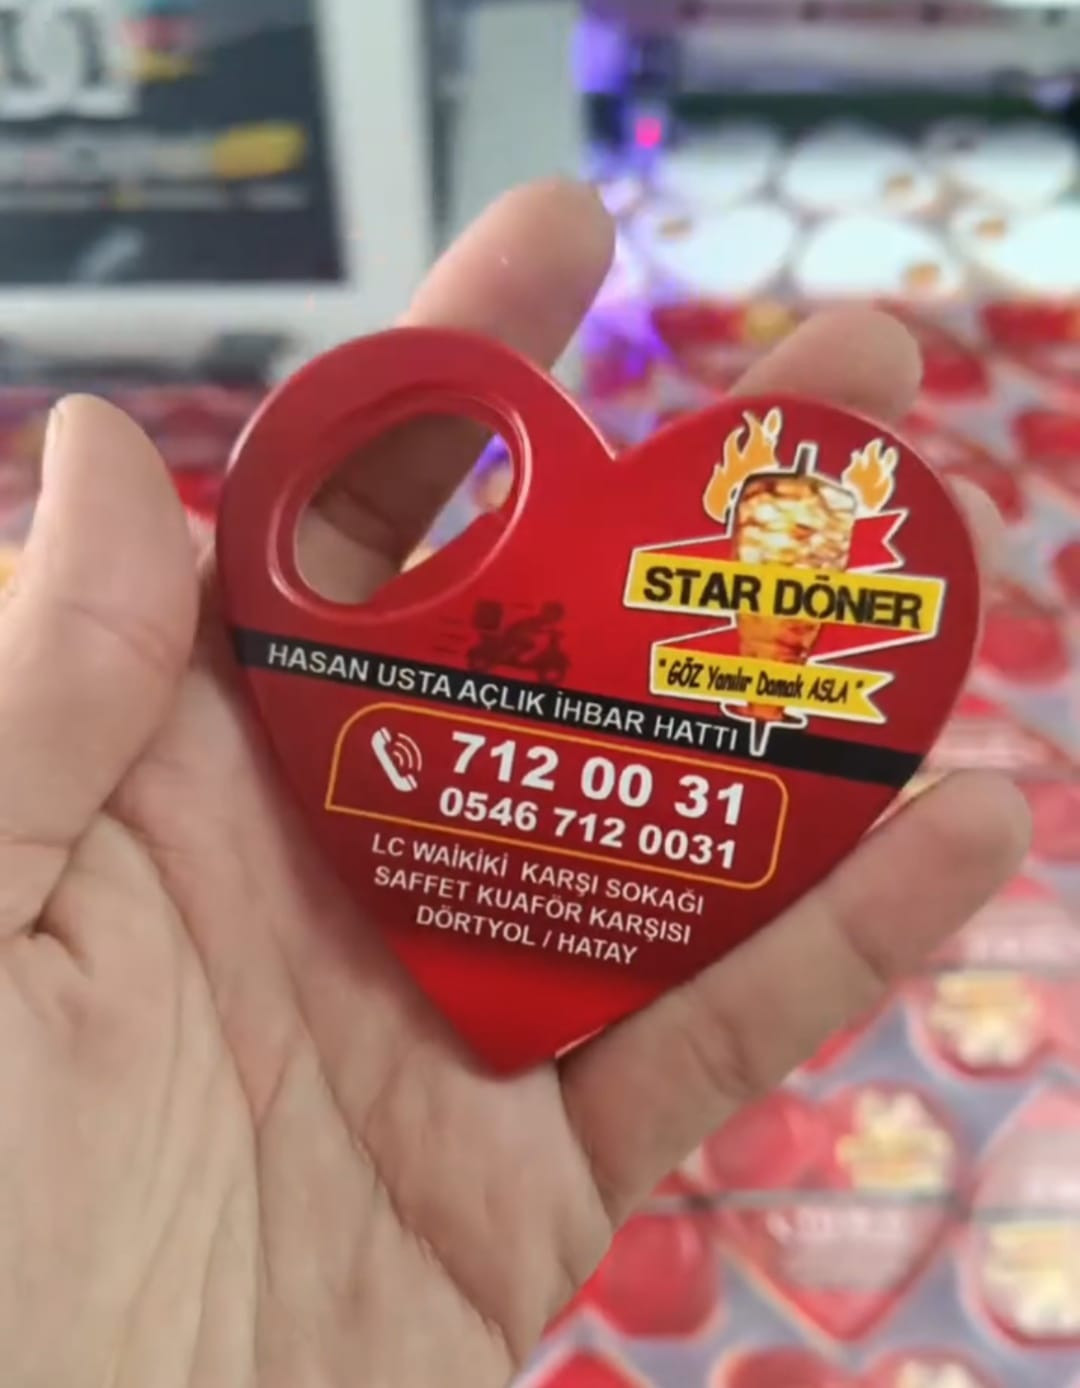 STAR DÖNER
"GÖZ Yanılır Damak ASLA"
HASAN USTA AÇLIK İHBAR HATTI
712 00 31
0546 712 0031
LC WAİKİKİ KARŞI SOKAĞI
SAFFET KUAFÖR KARŞISI
DÖRTYOL / HATAY